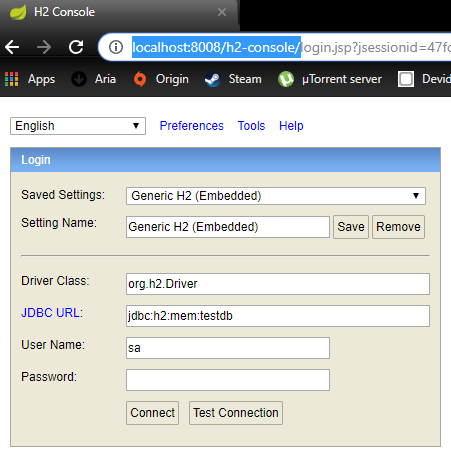 H2 Console
localhost:8008/h2-console/login.jsp?jsessionid=47fc
Apps Aria Origin Steam µTorrent server Devid
English Preferences Tools Help
Login
Saved Settings: Generic H2 (Embedded)
Setting Name: Generic H2 (Embedded) Save Remove
Driver Class: org.h2.Driver
JDBC URL: jdbc:h2:mem:testdb
User Name: sa
Password:
Connect Test Connection